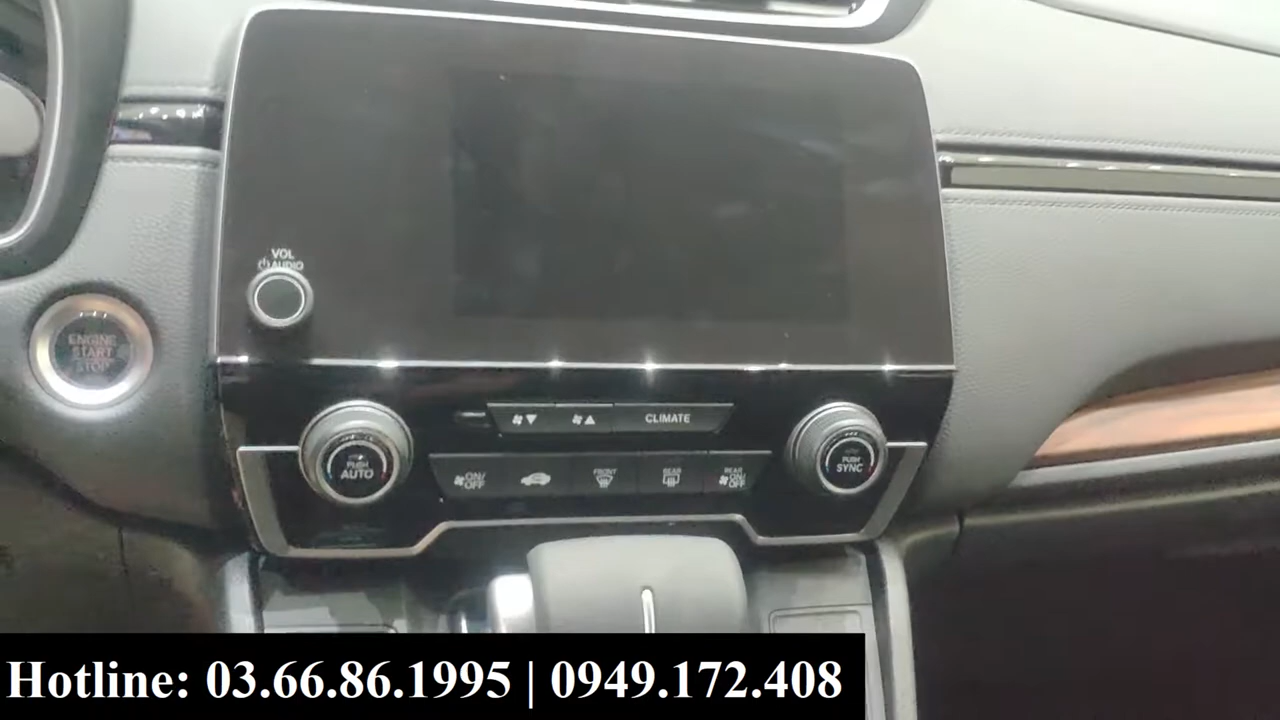 VOL
AUDIO
ENGINE
START
STOP
CLIMATE
PUSH
AUTO
PUSH
SYNC
ON/
OFF
FRONT
REAR
REAR
ON/
OFF
Hotline: 03.66.86.1995 | 0949.172.408